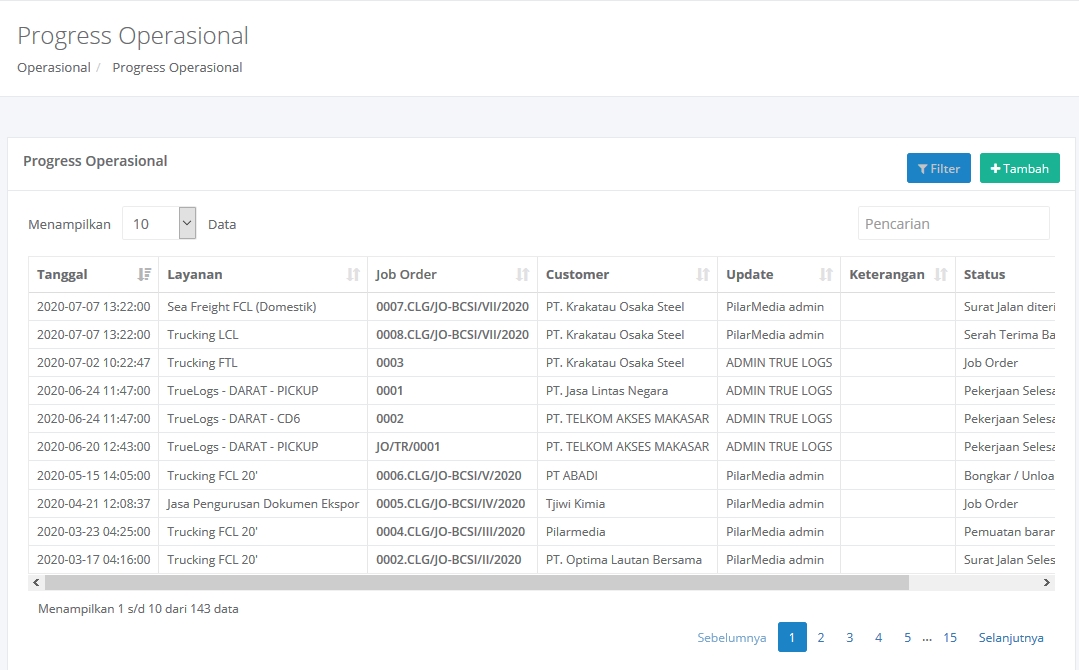 Progress Operasional
Operasional / Progress Operasional
Progress Operasional
Filter
Tambah
Menampilkan 10 Data
Pencarian
Tanggal Layanan Job Order Customer Update Keterangan Status
2020-07-07 13:22:00 Sea Freight FCL (Domestik) 0007.CLG/JO-BCSI/VII/2020 PT. Krakatau Osaka Steel PilarMedia admin Surat Jalan diteri
2020-07-07 13:22:00 Trucking LCL 0008.CLG/JO-BCSI/VII/2020 PT. Krakatau Osaka Steel PilarMedia admin Serah Terima Ba
2020-07-02 10:22:47 Trucking FTL 0003 PT. Krakatau Osaka Steel ADMIN TRUE LOGS Job Order
2020-06-24 11:47:00 TrueLogs - DARAT - PICKUP 0001 PT. Jasa Lintas Negara ADMIN TRUE LOGS Pekerjaan Selesa
2020-06-24 11:47:00 TrueLogs - DARAT - CD6 0002 PT. TELKOM AKSES MAKASAR ADMIN TRUE LOGS Pekerjaan Selesa
2020-06-20 12:43:00 TrueLogs - DARAT - PICKUP JO/TR/0001 PT. TELKOM AKSES MAKASAR ADMIN TRUE LOGS Pekerjaan Selesa
2020-05-15 14:05:00 Trucking FCL 20' 0006.CLG/JO-BCSI/V/2020 PT ABADI PilarMedia admin Bongkar / Unloa
2020-04-21 12:08:37 Jasa Pengurusan Dokumen Ekspor 0005.CLG/JO-BCSI/IV/2020 Tjiwi Kimia PilarMedia admin Job Order
2020-03-23 04:25:00 Trucking FCL 20' 0004.CLG/JO-BCSI/III/2020 Pilarmedia PilarMedia admin Pemuatan barar
2020-03-17 04:16:00 Trucking FCL 20' 0002.CLG/JO-BCSI/II/2020 PT. Optima Lautan Bersama PilarMedia admin Surat Jalan Seles
Menampilkan 1 s/d 10 dari 143 data
Sebelumnya 1 2 3 4 5 ... 15 Selanjutnya